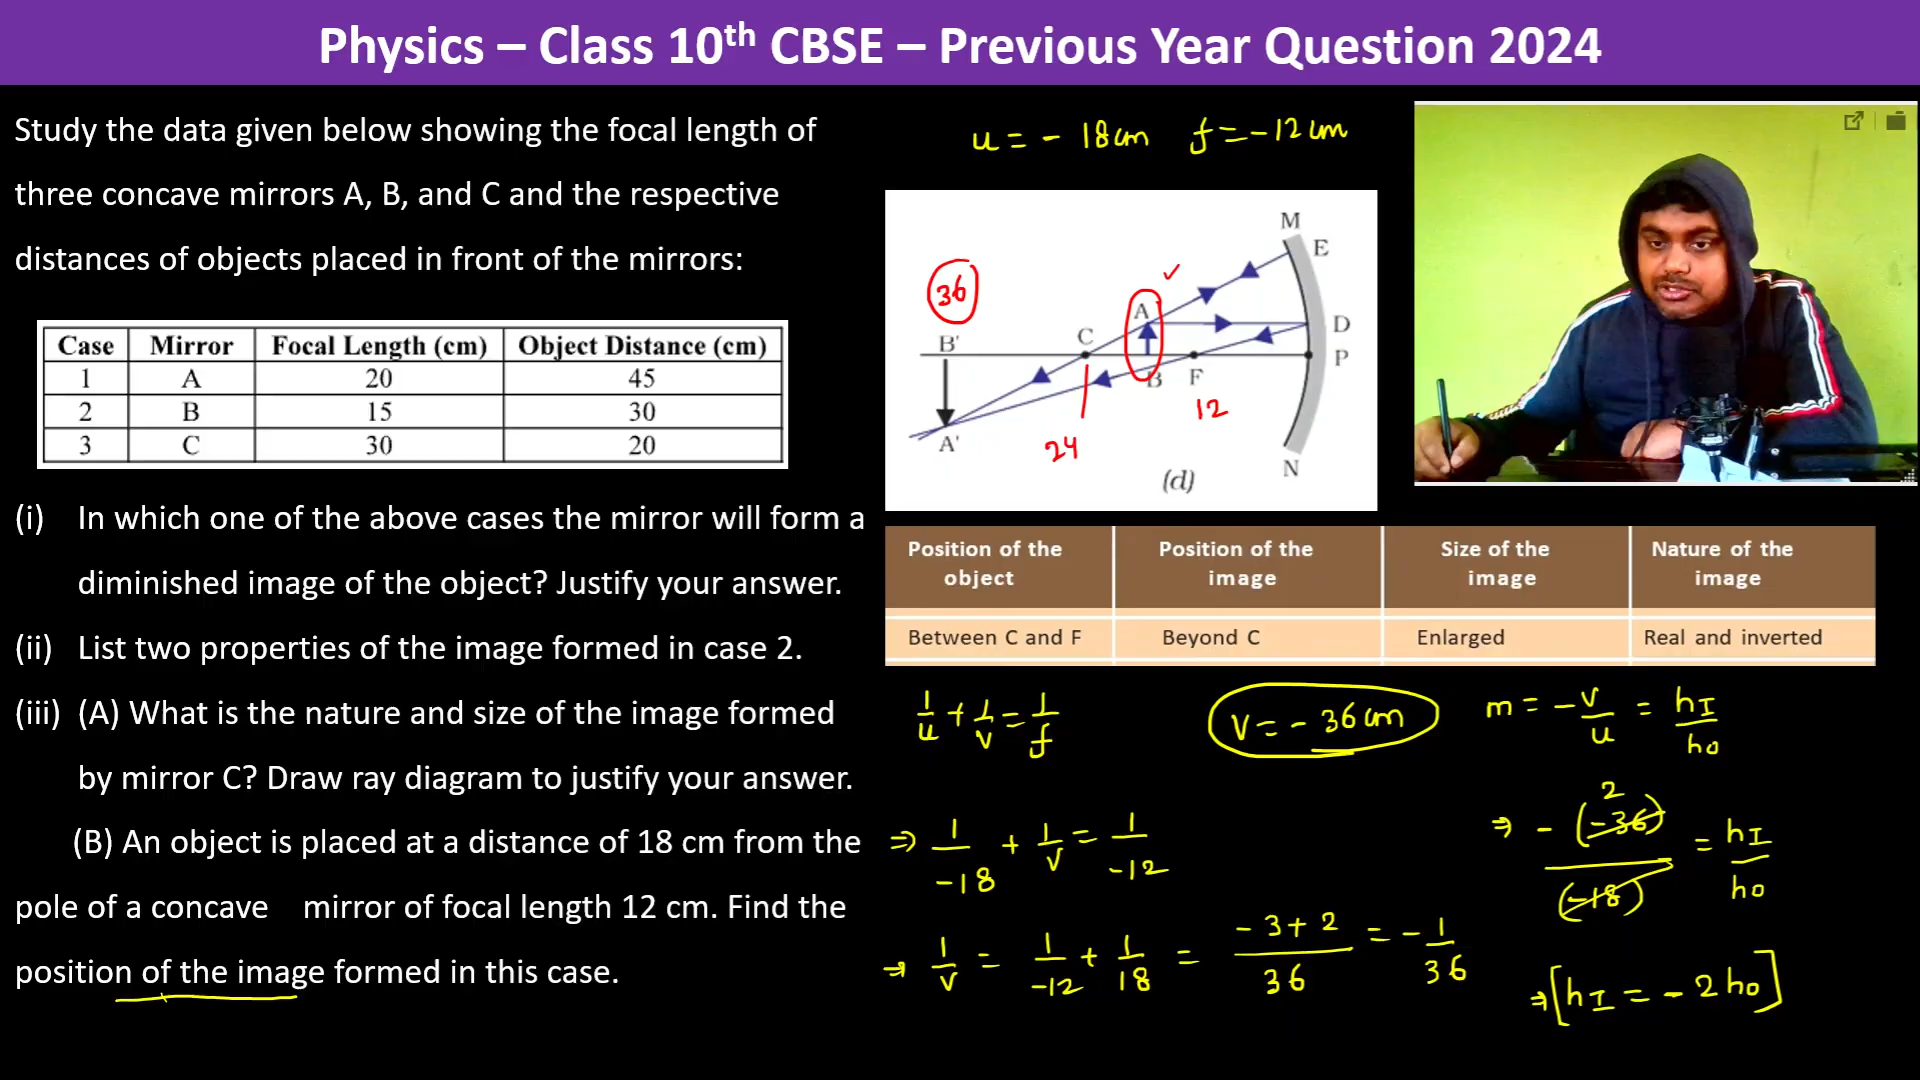 Physics – Class 10th CBSE – Previous Year Question 2024
Study the data given below showing the focal length of
three concave mirrors A, B, and C and the respective
distances of objects placed in front of the mirrors:
Case Mirror Focal Length (cm) Object Distance (cm)
1 A 20 45
2 B 15 30
3 C 30 20
(i) In which one of the above cases the mirror will form a
diminished image of the object? Justify your answer.
(ii) List two properties of the image formed in case 2.
(iii) (A) What is the nature and size of the image formed
by mirror C? Draw ray diagram to justify your answer.
(B) An object is placed at a distance of 18 cm from the
pole of a concave mirror of focal length 12 cm. Find the
position of the image formed in this case.
u = - 18cm f = -12cm
M
E
36
A
B' C D
P
B F
12
24
A'
N
(d)
Position of the object Position of the image Size of the image Nature of the image
Between C and F Beyond C Enlarged Real and inverted
1/u + 1/v = 1/f
v = - 36cm
m = -v/u = hI/ho
⇒ 1/-18 + 1/v = 1/-12
2
⇒ -(-36)/(-18) = hI/ho
⇒ 1/v = 1/-12 + 1/18 = -3+2/36 = -1/36
⇒ [hI = - 2ho]